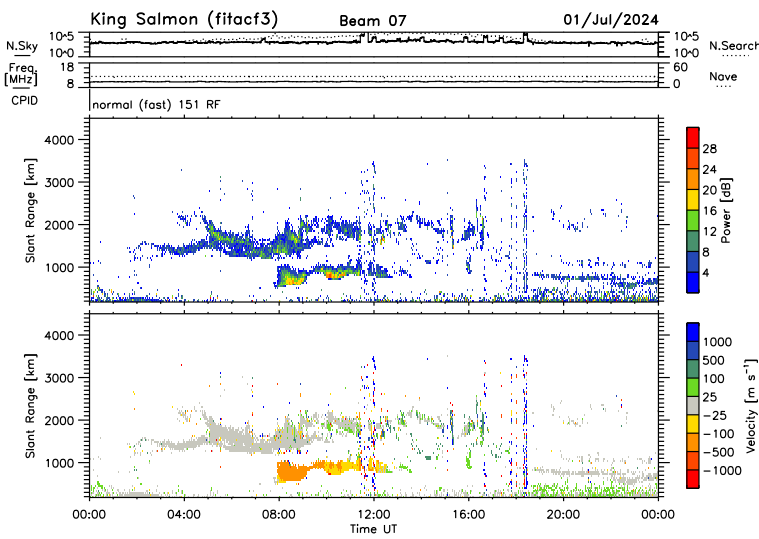 King Salmon (fitacf3) Beam 07 01/Jul/2024
N.Sky 10^5 10^0 10^5 10^0 N.Search
Freq. [MHz] 18 8 60 0 Nave
CPID normal (fast) 151 RF
Slant Range [km] 4000 3000 2000 1000
Power [dB] 28 24 20 16 12 8 4
Slant Range [km] 4000 3000 2000 1000
Velocity [m s^-1] 1000 500 100 25 -25 -100 -500 -1000
00:00 04:00 08:00 12:00 16:00 20:00 00:00
Time UT